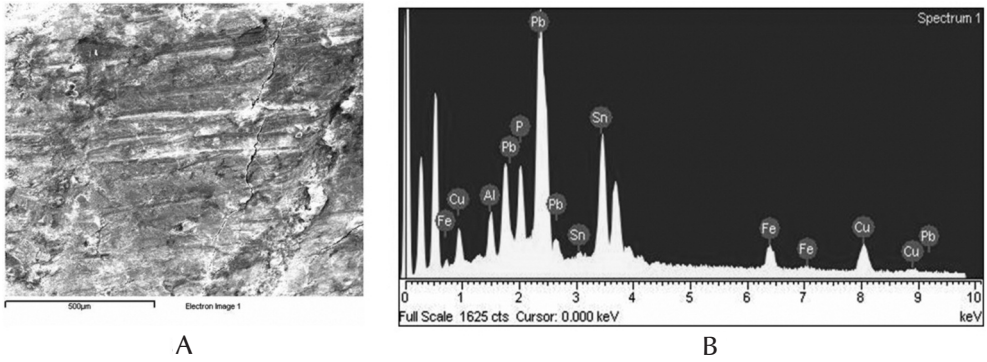 500µm
Electron Image 1
A
Spectrum 1
Pb
Sn
P
Pb
Cu
Al
Pb
Fe
Sn
Fe
Fe
Cu
Cu
Pb
0 1 2 3 4 5 6 7 8 9 10
Full Scale 1625 cts Cursor: 0.000 keV
keV
B